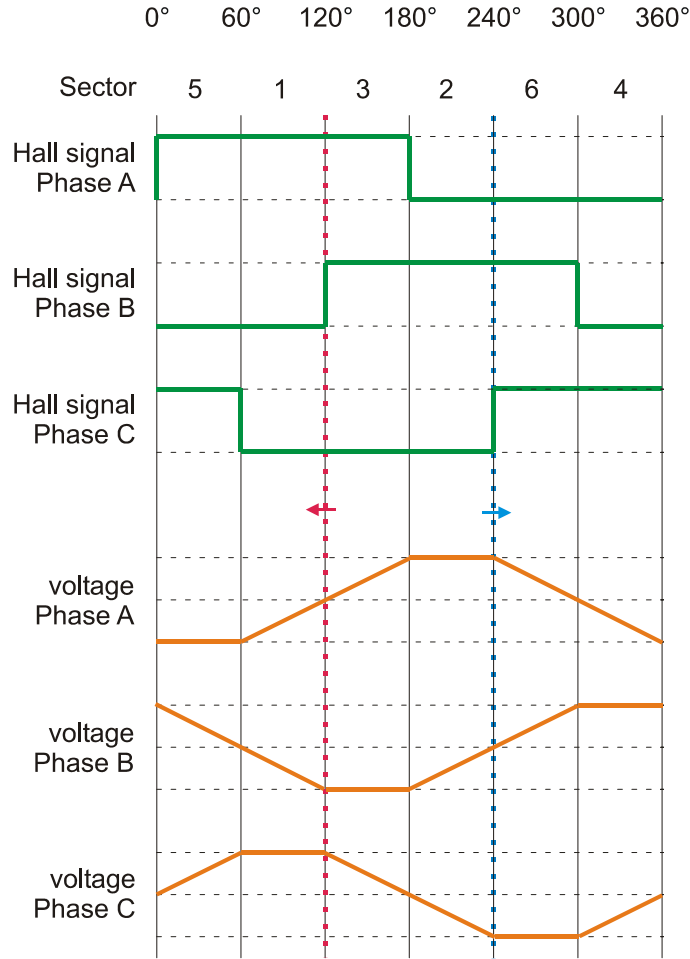 0° 60° 120° 180° 240° 300° 360°
Sector 5 1 3 2 6 4
Hall signal
Phase A
Hall signal
Phase B
Hall signal
Phase C
voltage
Phase A
voltage
Phase B
voltage
Phase C